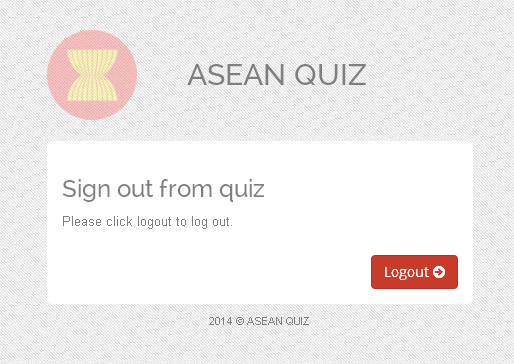 ASEAN QUIZ
Sign out from quiz
Please click logout to log out.
Logout
2014 © ASEAN QUIZ